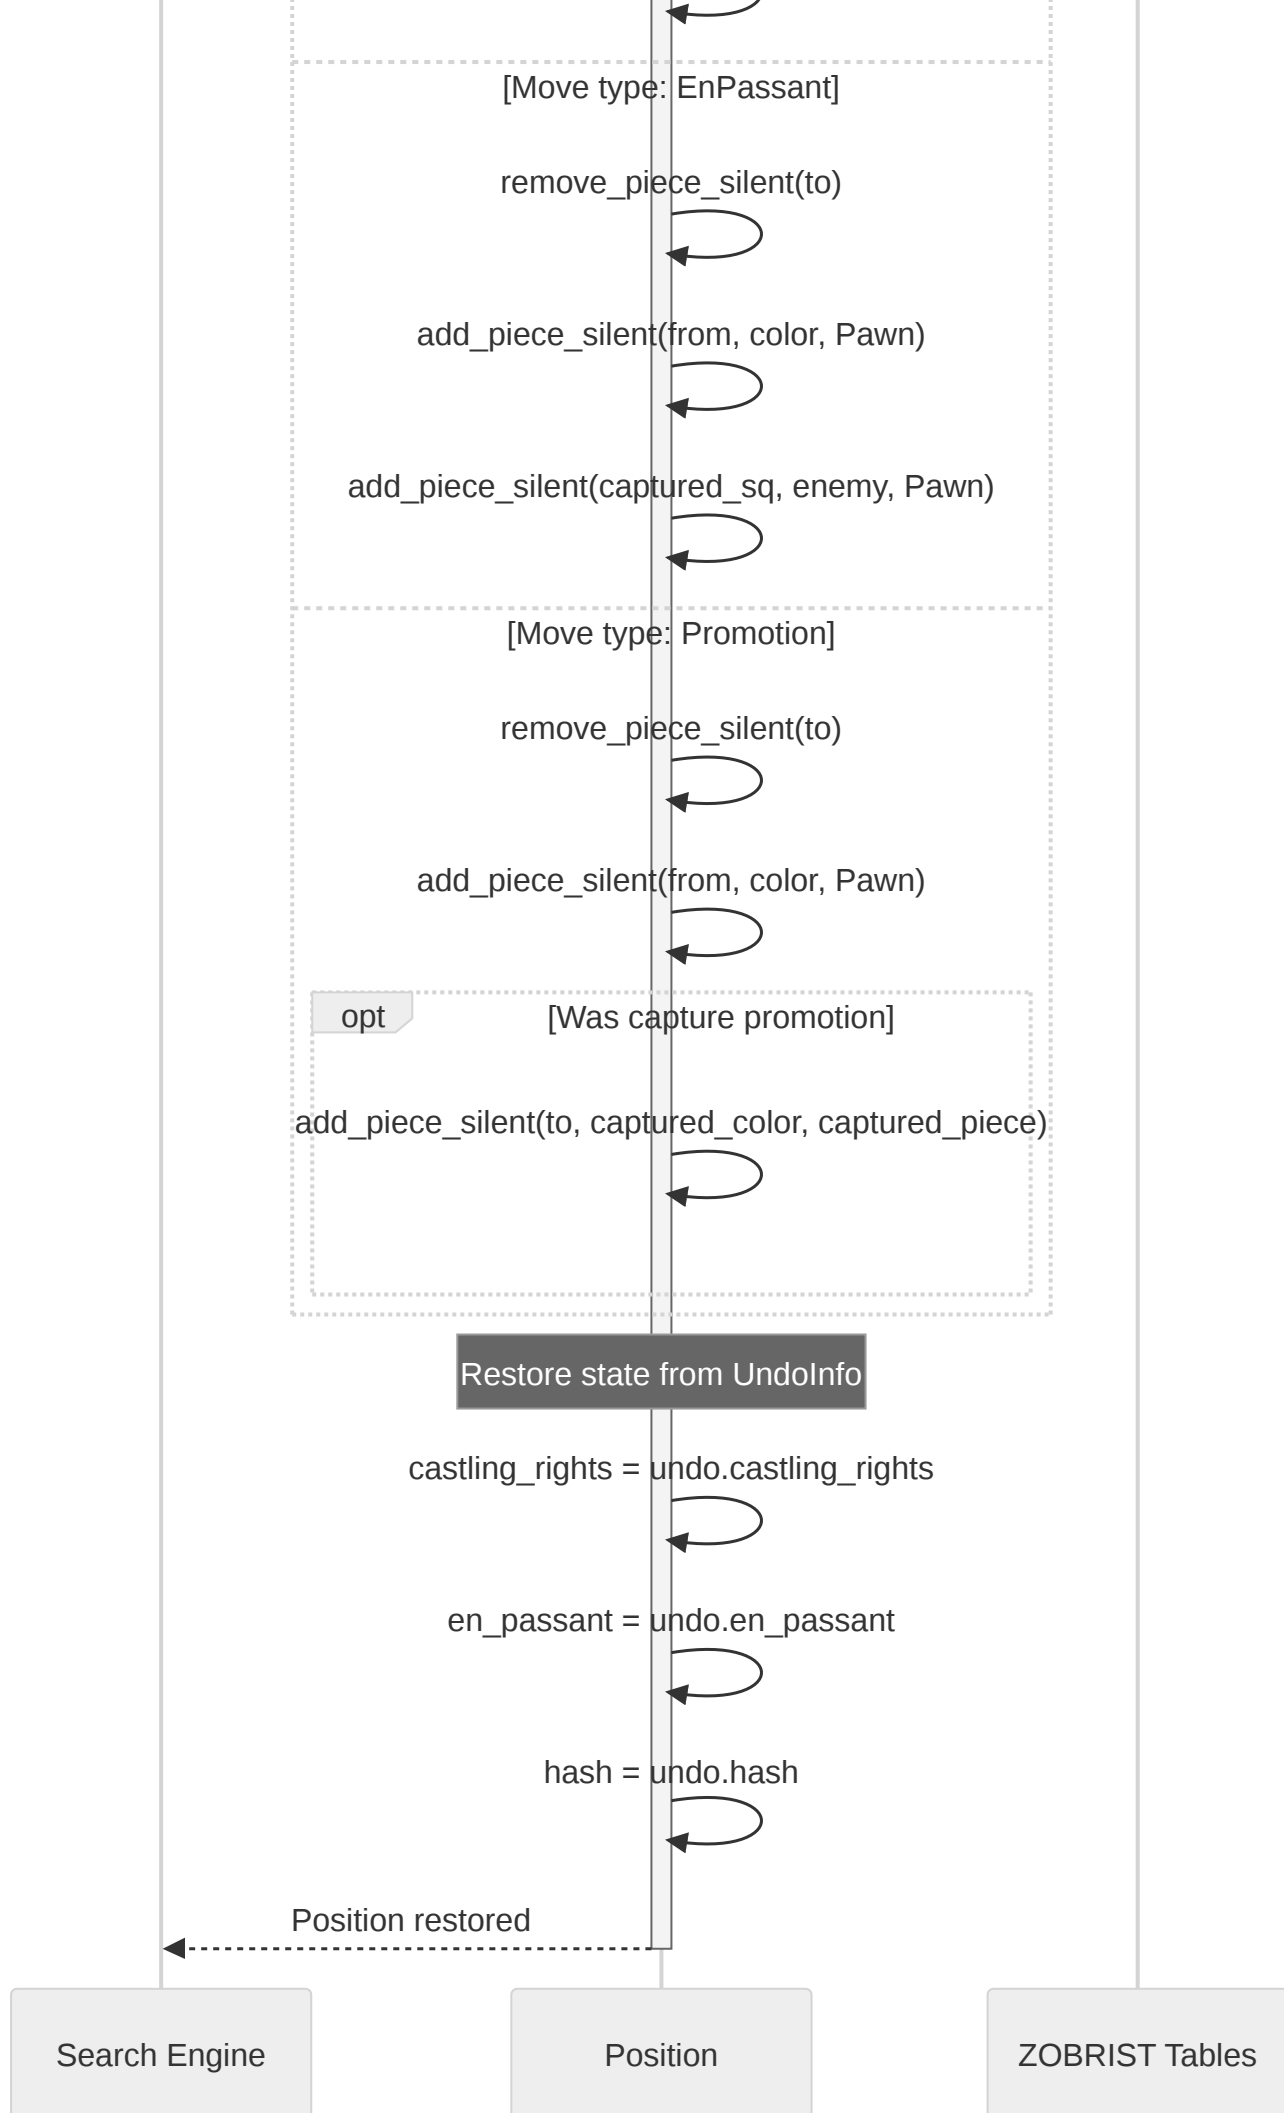 [Move type: EnPassant]
remove_piece_silent(to)
add_piece_silent(from, color, Pawn)
add_piece_silent(captured_sq, enemy, Pawn)
[Move type: Promotion]
remove_piece_silent(to)
add_piece_silent(from, color, Pawn)
opt
[Was capture promotion]
add_piece_silent(to, captured_color, captured_piece)
Restore state from UndoInfo
castling_rights = undo.castling_rights
en_passant = undo.en_passant
hash = undo.hash
Position restored
Search Engine
Position
ZOBRIST Tables